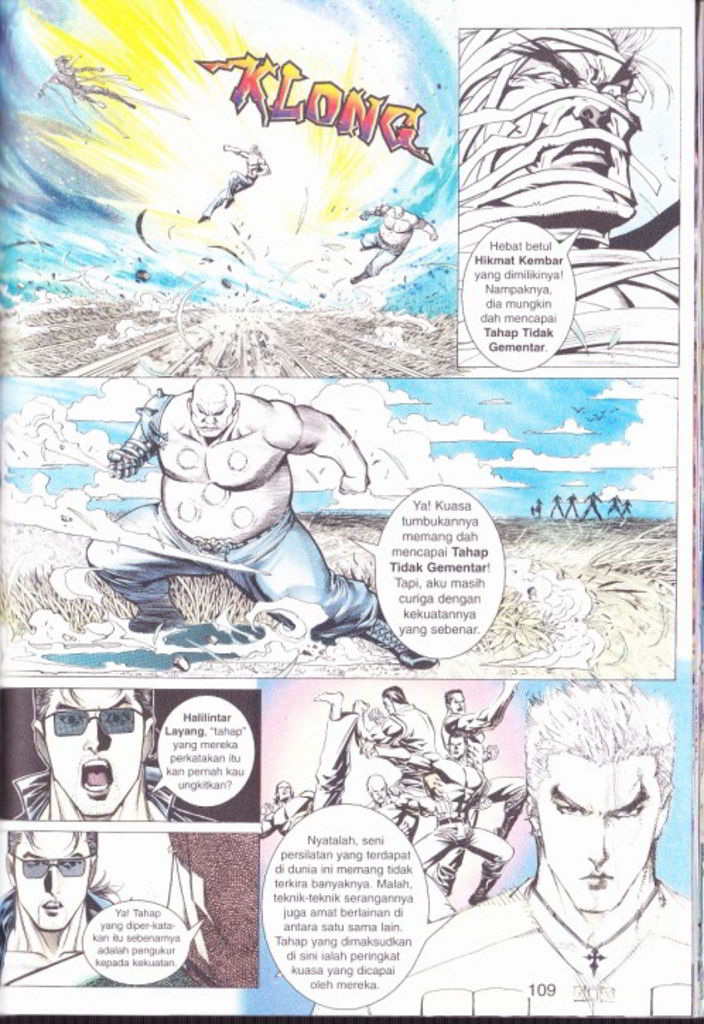 KLONG
Hebat betul
Hikmat Kembar
yang dimilikinya!
Nampaknya,
dia mungkin
dah mencapai
Tahap Tidak
Gementar.
Ya! Kuasa
tumbukannya
memang dah
mencapai Tahap
Tidak Gementar!
Tapi, aku masih
curiga dengan
kekuatannya
yang sebenar.
Halilintar
Layang, "tahap"
yang mereka
perkatakan itu
kan pernah kau
ungkitkan?
Ya! Tahap
yang diper-kata-
kan itu sebenarnya
adalah pengukur
kepada kekuatan.
Nyatalah, seni
persilatan yang terdapat
di dunia ini memang tidak
terkira banyaknya. Malah,
teknik-teknik serangannya
juga amat berlainan di
antara satu sama lain.
Tahap yang dimaksudkan
di sini ialah peringkat
kuasa yang dicapai
oleh mereka.
109